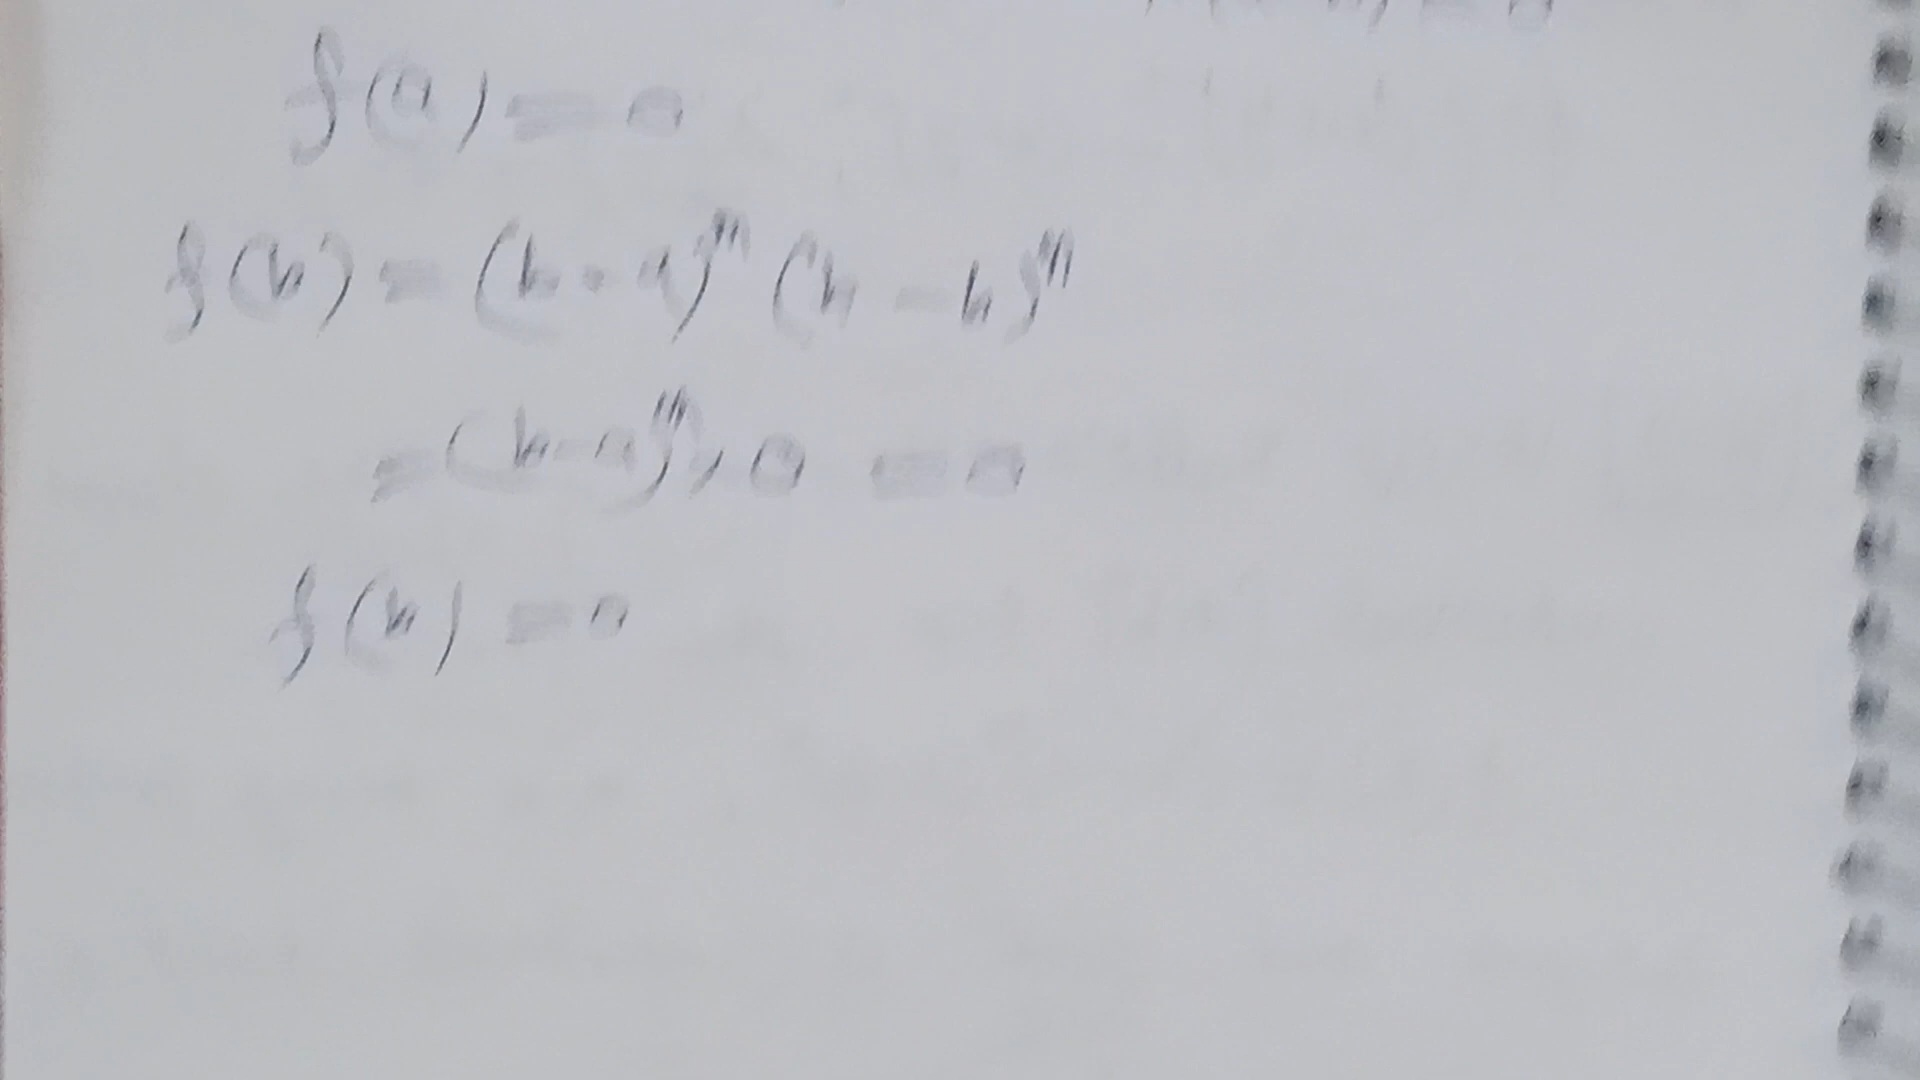 f(a) = 0
f(b) = (b-a)^m (b-b)^n
= (b-a)^m × 0 = 0
f(b) = 0